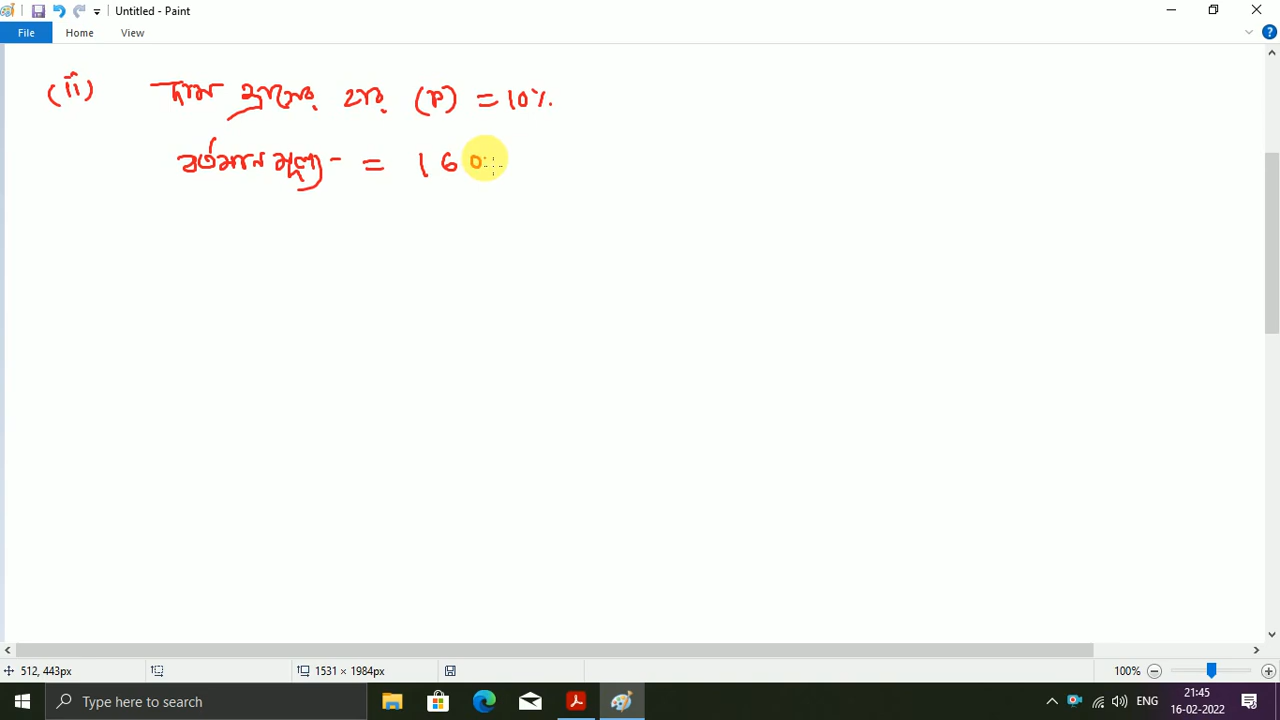 Untitled - Paint
File Home View
(ii) দাম হ্রাসের হার (r) = 10%.
বর্তমান মূল্য = 160
512, 443px
1531 × 1984px
100%
Type here to search
ENG
21:45
16-02-2022